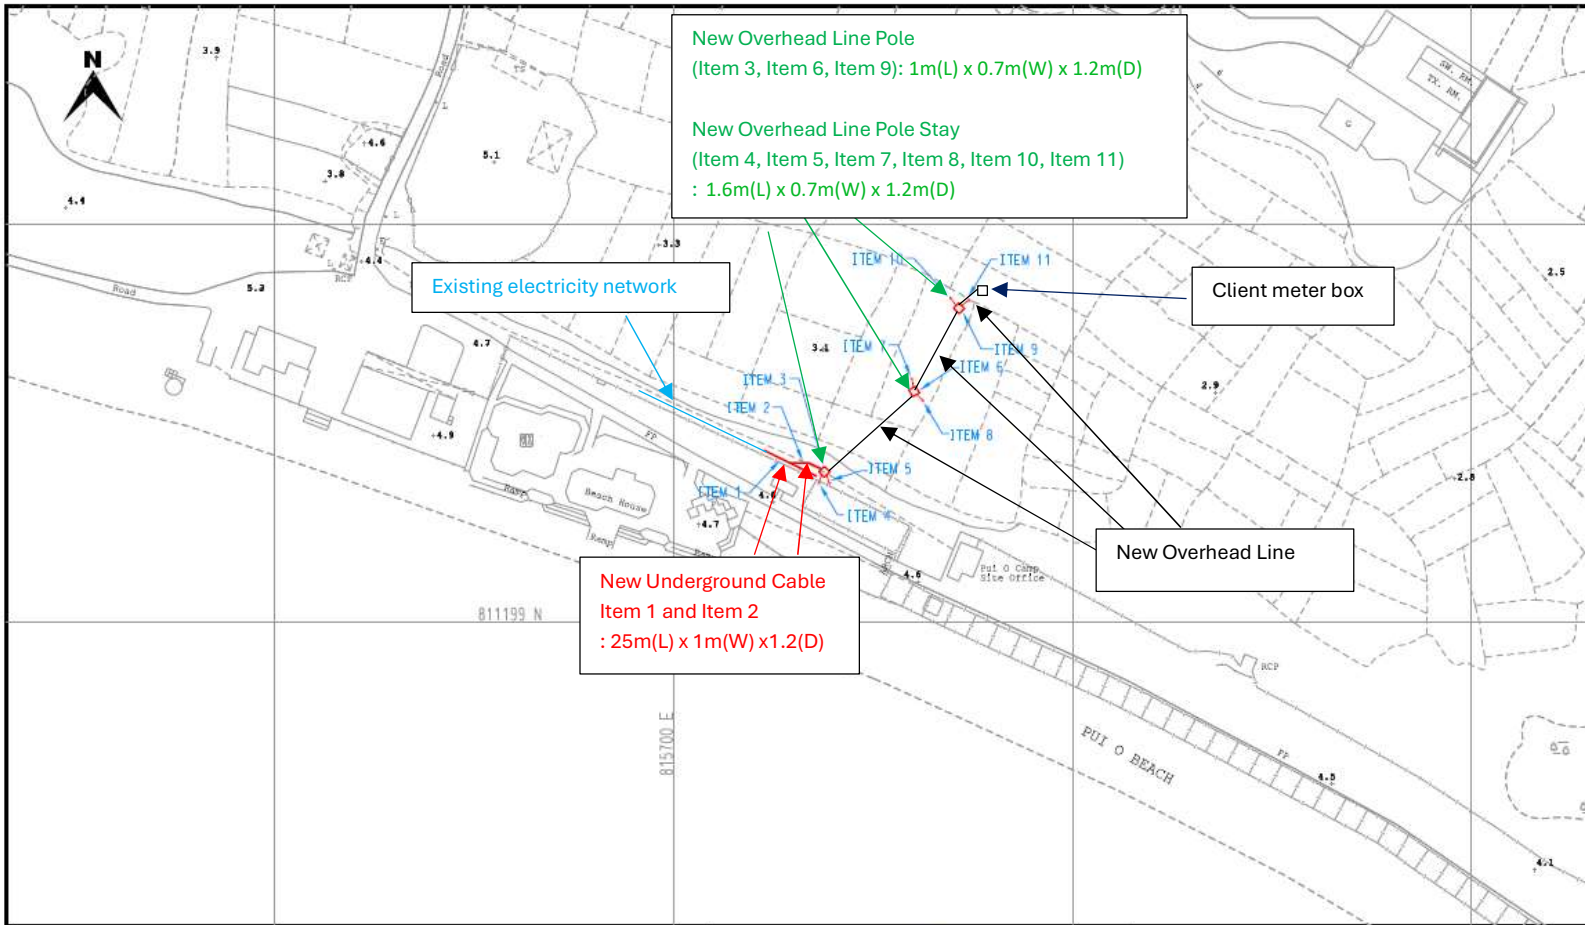 New Overhead Line Pole
(Item 3, Item 6, Item 9): 1m(L) x 0.7m(W) x 1.2m(D)
New Overhead Line Pole Stay
(Item 4, Item 5, Item 7, Item 8, Item 10, Item 11)
: 1.6m(L) x 0.7m(W) x 1.2m(D)
N
3.9
Road
L
SW. RM.
TX. RM.
G
4.6
5.1
3.8
4.4
L
3.3
4.4
RCP
ITEM 10
ITEM 11
2.5
Existing electricity network
Client meter box
Road
5.3
4.7
3.1
ITEM 7
ITEM 9
ITEM 6
ITEM 3
2.9
ITEM 2
4.9
FP
ITEM 8
ITEM 5
ITEM 1
4.6
2.8
Ramp
Beach House
ITEM 4
4.7
Ramp
Ramp
New Overhead Line
Pui O Camp
Site Office
4.6
New Underground Cable
Item 1 and Item 2
: 25m(L) x 1m(W) x1.2(D)
811199 N
RCP
815700 E
PUI O BEACH
FP
4.5
4.1